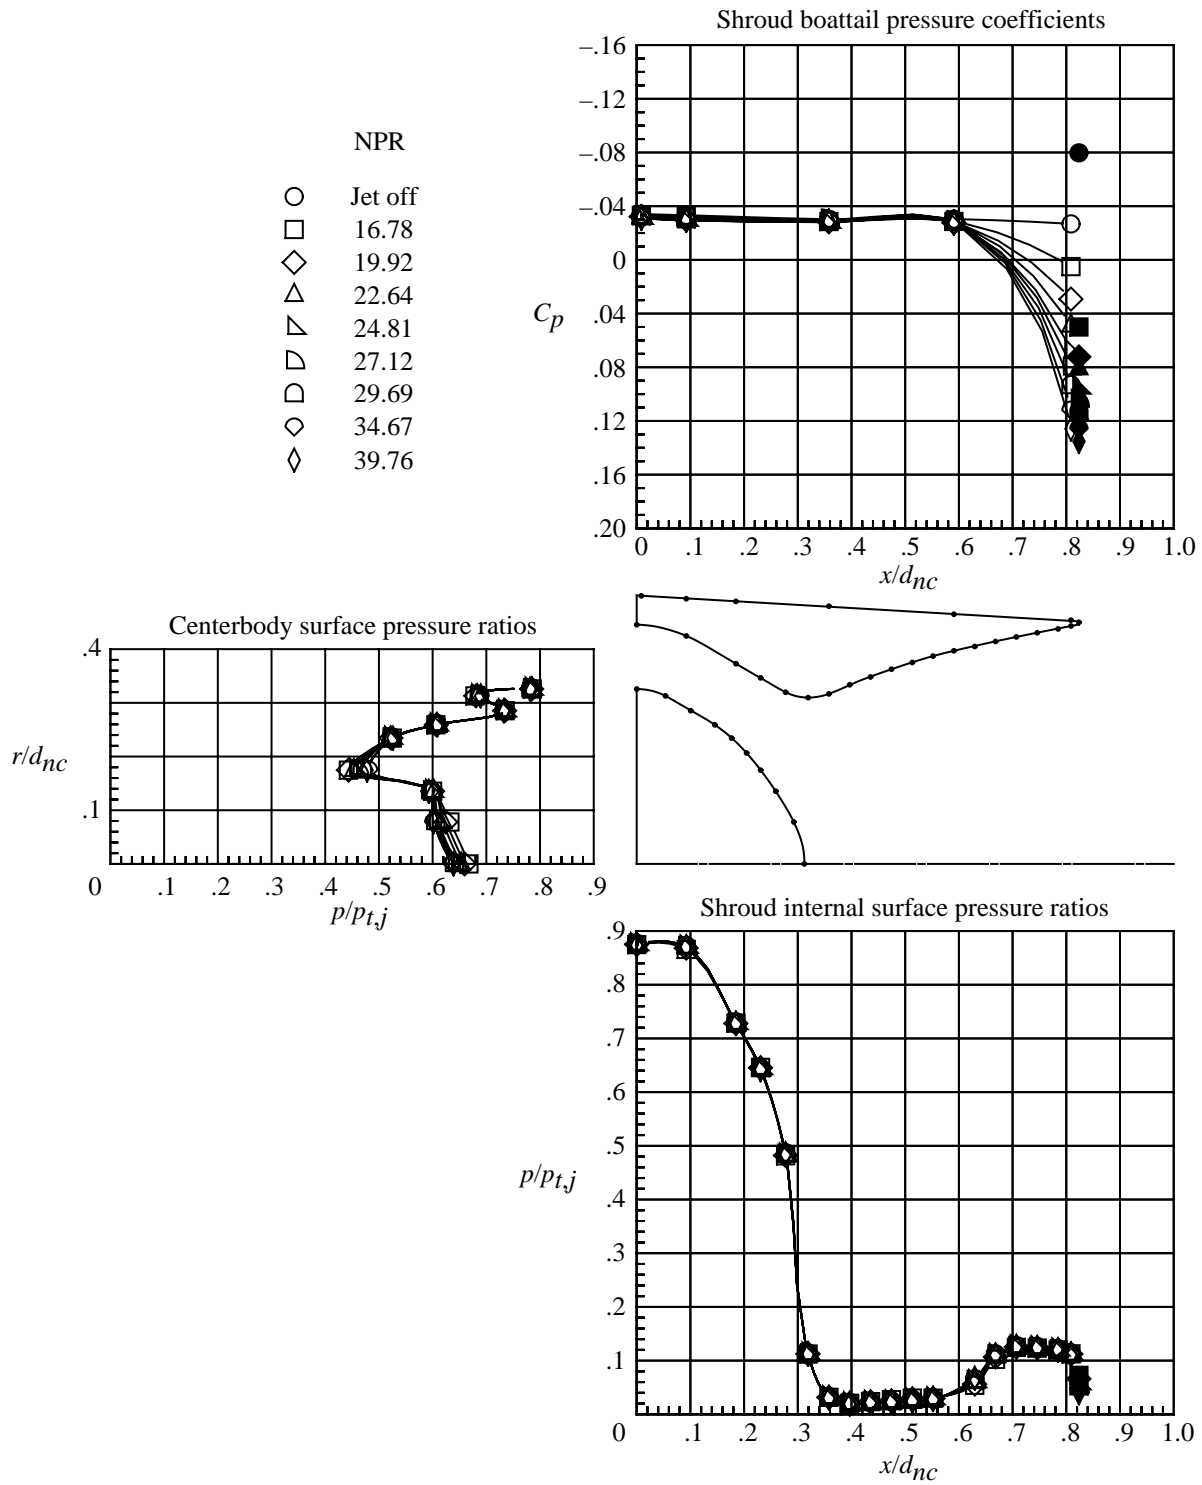 Shroud boattail pressure coefficients
–.16
–.12
–.08
–.04
0
.04
.08
.12
.16
.20
C_p
0 .1 .2 .3 .4 .5 .6 .7 .8 .9 1.0
x/d_nc
NPR
Jet off
16.78
19.92
22.64
24.81
27.12
29.69
34.67
39.76
Centerbody surface pressure ratios
.4
r/d_nc
.1
0 .1 .2 .3 .4 .5 .6 .7 .8 .9
p/p_t,j
Shroud internal surface pressure ratios
.9
.8
.7
.6
.5
p/p_t,j
.4
.3
.2
.1
0
0 .1 .2 .3 .4 .5 .6 .7 .8 .9 1.0
x/d_nc